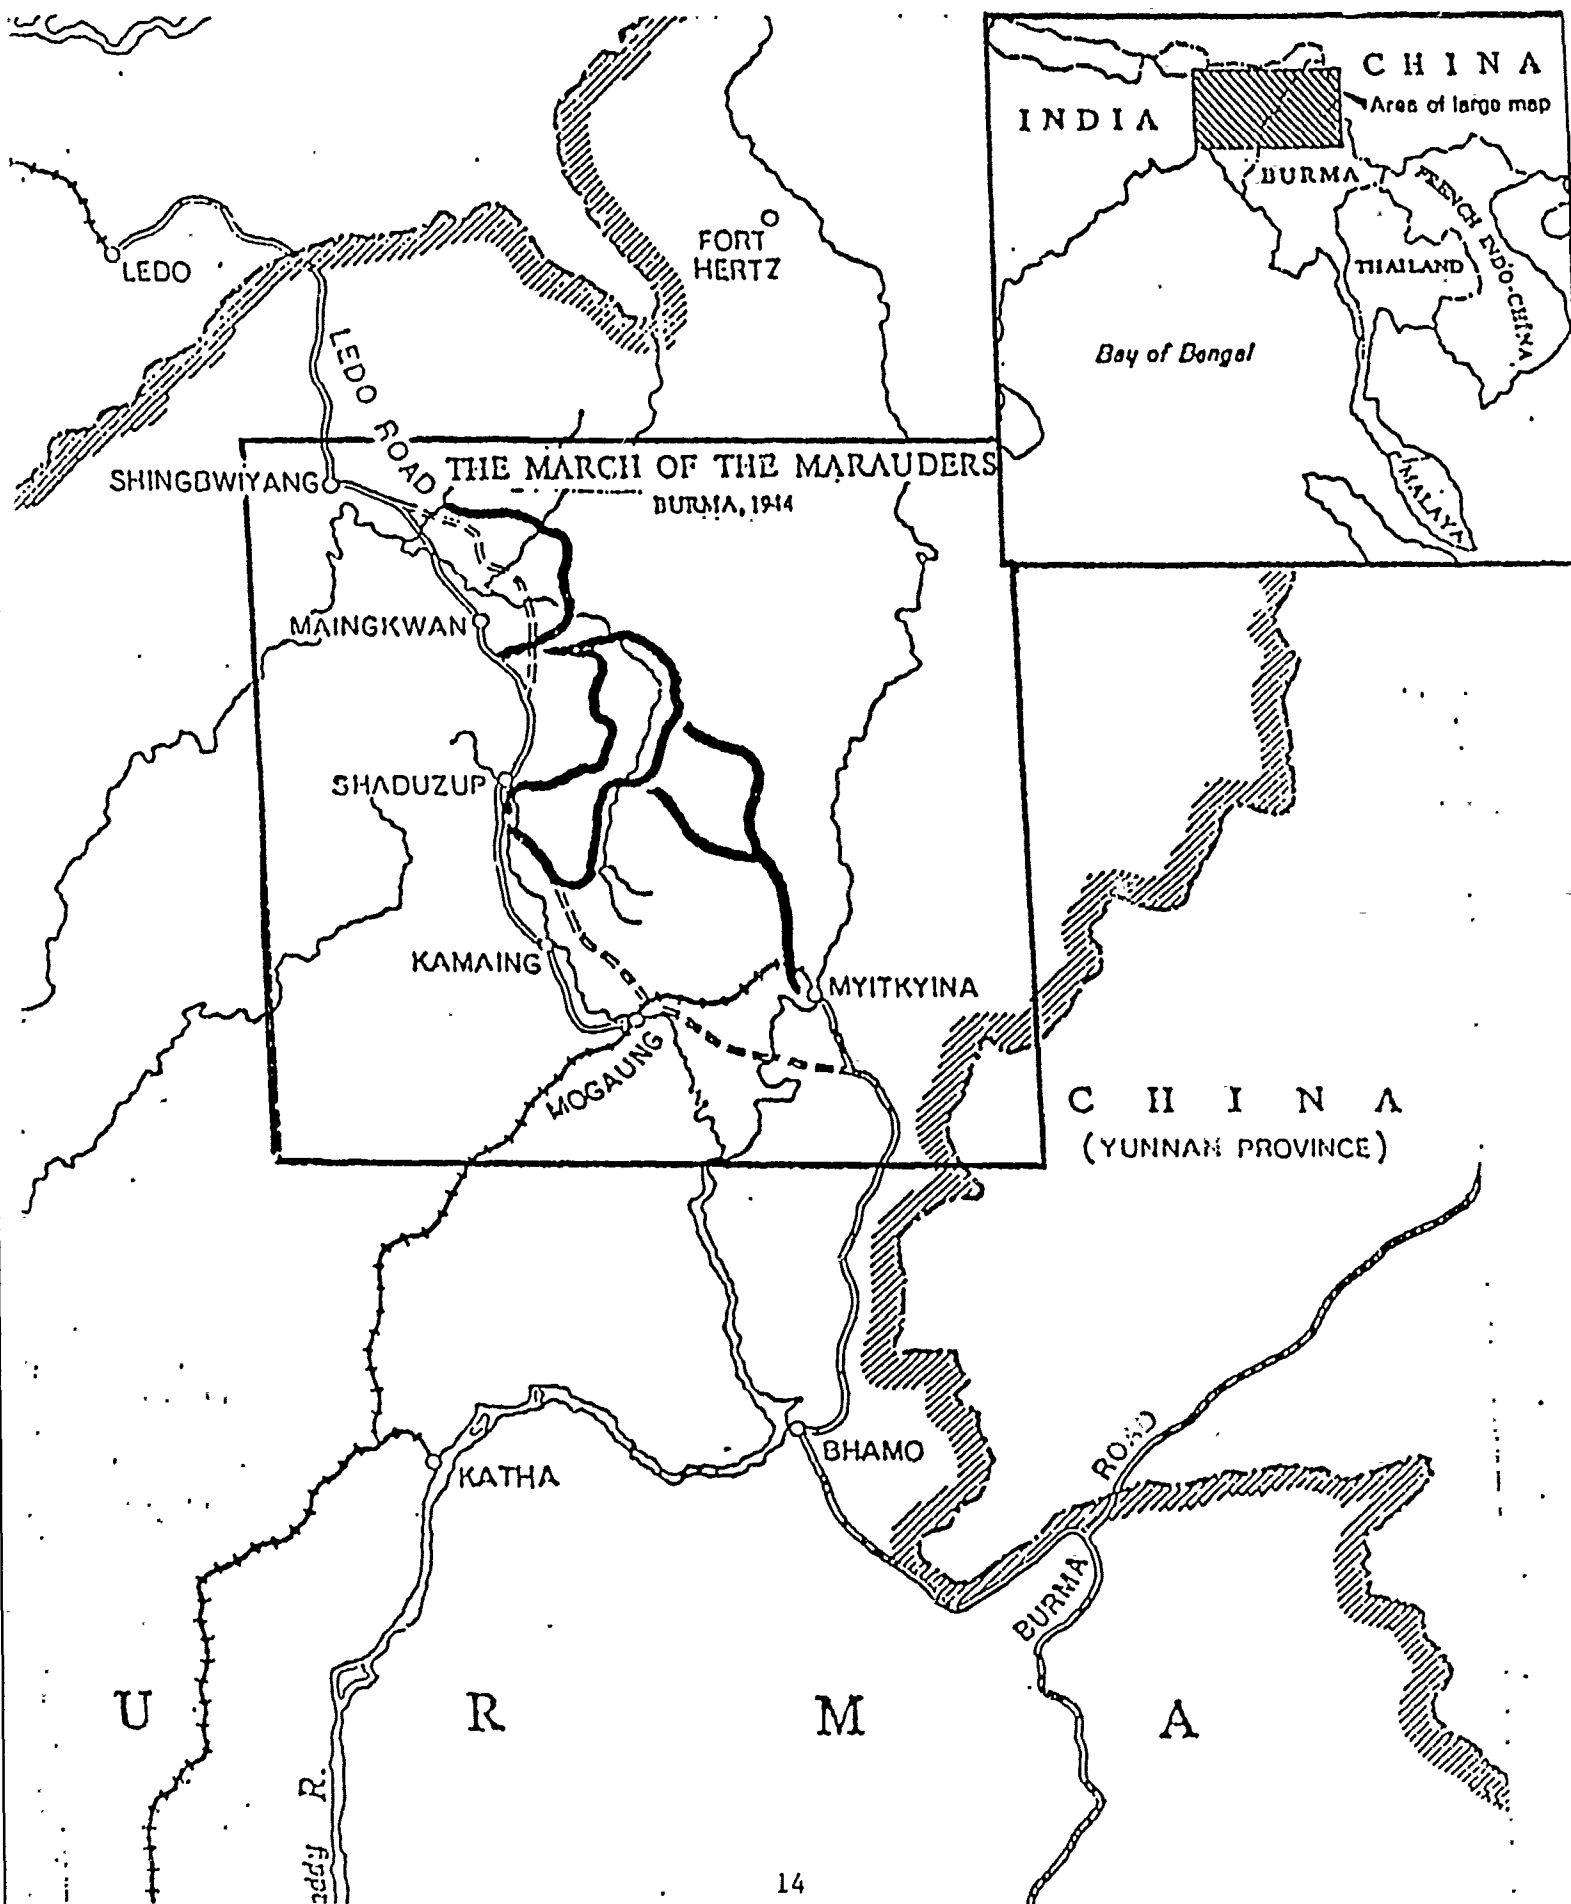 CHINA
Area of large map
INDIA
BURMA
FRENCH INDO-CHINA
THAILAND
Bay of Bengal
MALAYA
FORT
HERTZ
LEDO
LEDO ROAD
THE MARCH OF THE MARAUDERS
BURMA, 1944
SHINGBWIYANG
MAINGKWAN
SHADUZUP
KAMAING
MYITKYINA
MOGAUNG
CHINA
(YUNNAN PROVINCE)
BHAMO
KATHA
ROAD
BURMA
U R M A
addy R.
14